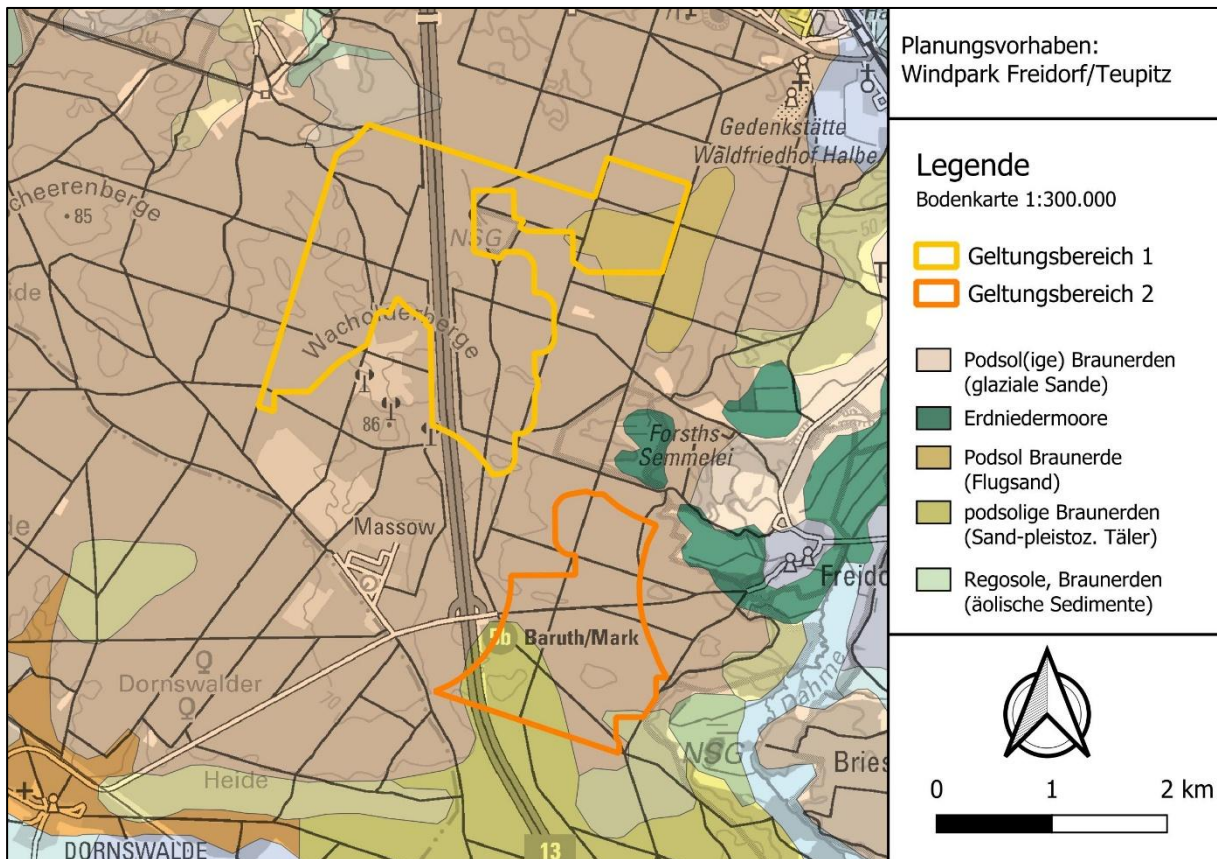 Gedenkstätte
Waldfriedhof Halbe
cheerenberge
85
NSG
Wacholderberge
86
Forsths-
Semmelei
Massow
Freido
Baruth/Mark
Dornswalder
Dahme
NSG
Heide
Bries
DORNSWALDE
13
Planungsvorhaben:
Windpark Freidorf/Teupitz
Legende
Bodenkarte 1:300.000
Geltungsbereich 1
Geltungsbereich 2
Podsol(ige) Braunerden
(glaziale Sande)
Erdniedermoore
Podsol Braunerde
(Flugsand)
podsolige Braunerden
(Sand-pleistoz. Täler)
Regosole, Braunerden
(äolische Sedimente)
0 1 2 km